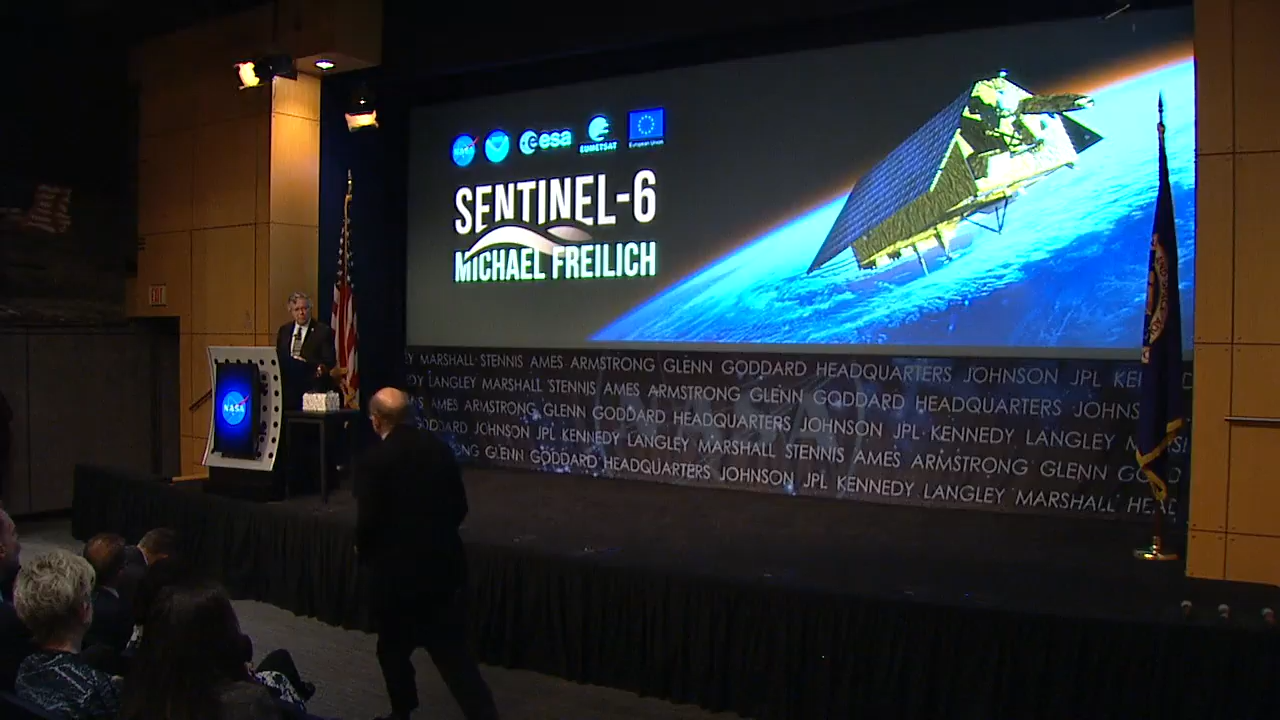 NASA
esa
EUMETSAT
European Union
SENTINEL-6
MICHAEL FREILICH
EXIT
NASA
MARSHALL STENNIS AMES ARMSTRONG GLENN GODDARD HEADQUARTERS JOHNSON JPL
LANGLEY MARSHALL STENNIS AMES ARMSTRONG GLENN GODDARD HEADQUARTERS JOHNS
AMES ARMSTRONG GLENN GODDARD HEADQUARTERS JOHNSON JPL KENNEDY LANGLEY
JOHNSON JPL KENNEDY LANGLEY MARSHALL STENNIS AMES ARMSTRONG GLENN
GLENN GODDARD HEADQUARTERS JOHNSON JPL KENNEDY LANGLEY MARSHALL